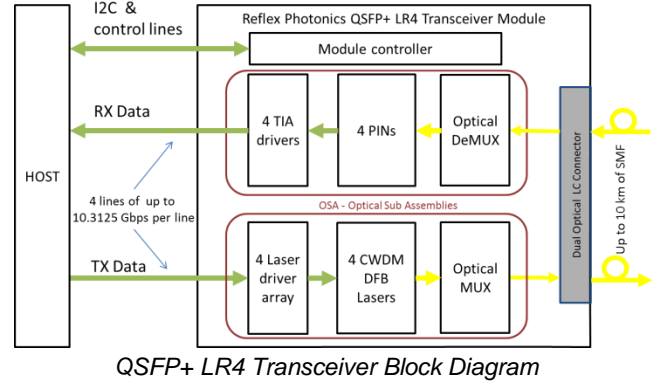 I2C &
control lines
Reflex Photonics QSFP+ LR4 Transceiver Module
Module controller
RX Data
4 TIA
drivers
4 PINs
Optical
DeMUX
HOST
4 lines of up to
10.3125 Gbps per line
OSA - Optical Sub Assemblies
Dual Optical LC Connector
Up to 10 km of SMF
TX Data
4 Laser
driver
array
4 CWDM
DFB
Lasers
Optical
MUX
QSFP+ LR4 Transceiver Block Diagram